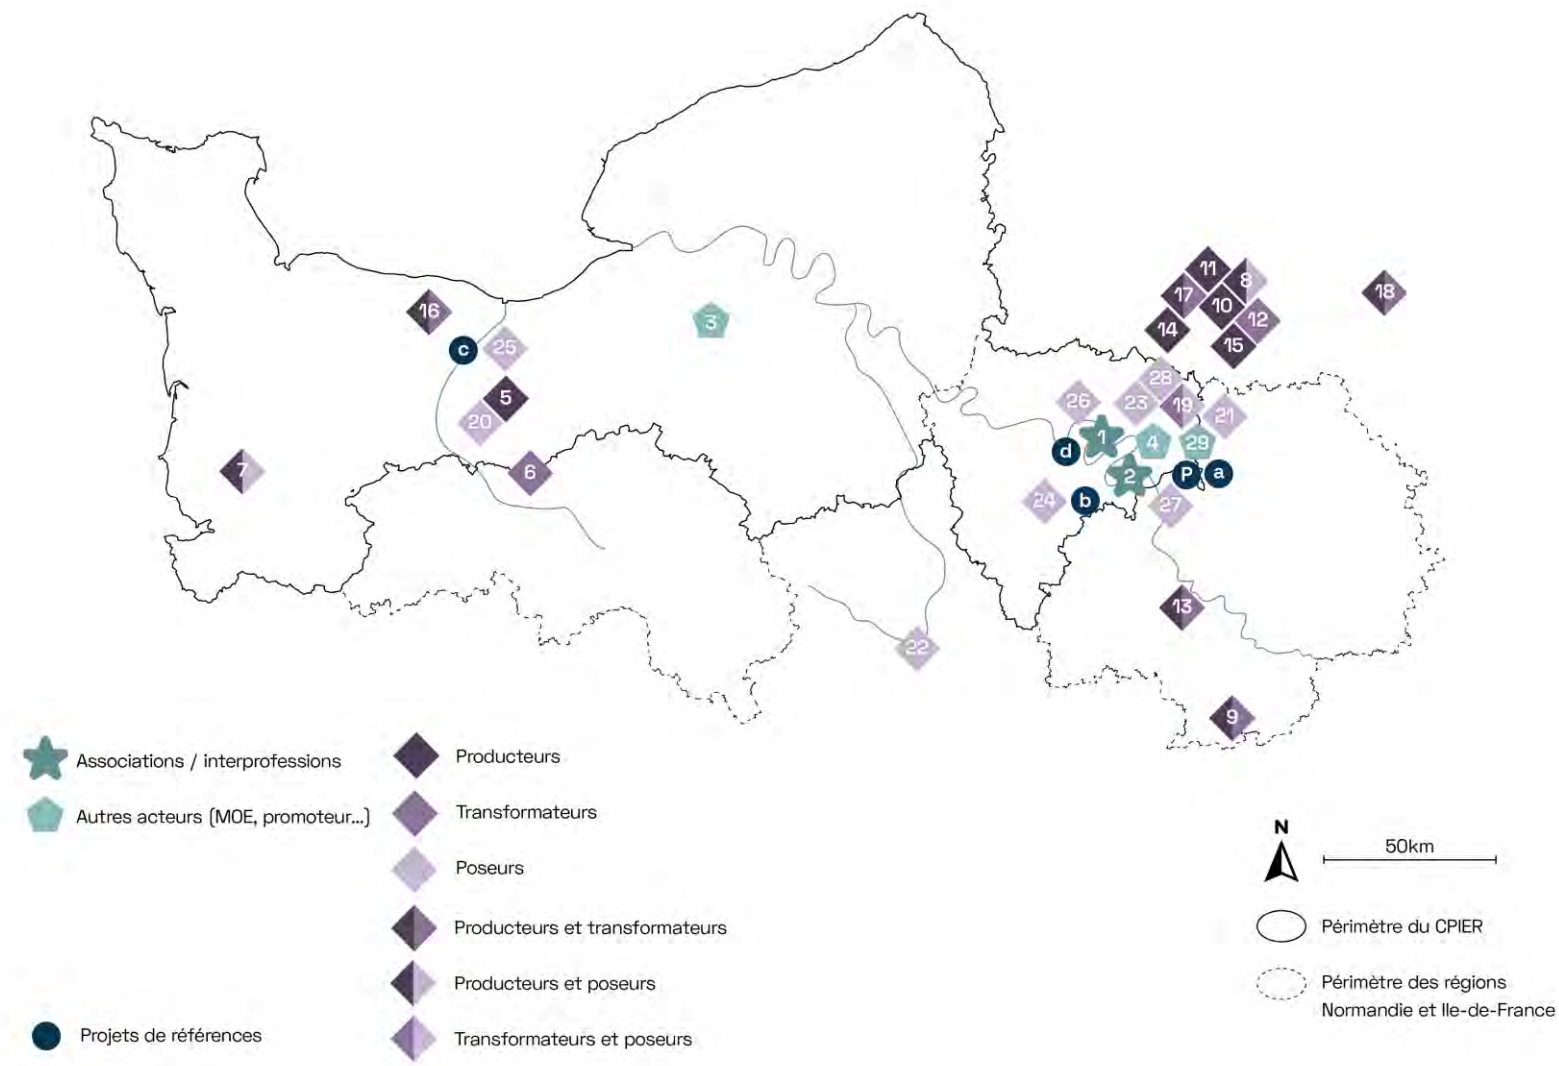 11
8
17
10
18
12
14
15
16
3
c
25
28
5
26
23
19
21
20
1
4
29
d
7
6
2
P
a
24
b
27
13
22
9
Associations / interprofessions
Autres acteurs (MOE, promoteur...)
Projets de références
Producteurs
Transformateurs
Poseurs
Producteurs et transformateurs
Producteurs et poseurs
Transformateurs et poseurs
N
50km
Périmètre du CPIER
Périmètre des régions
Normandie et Ile-de-France